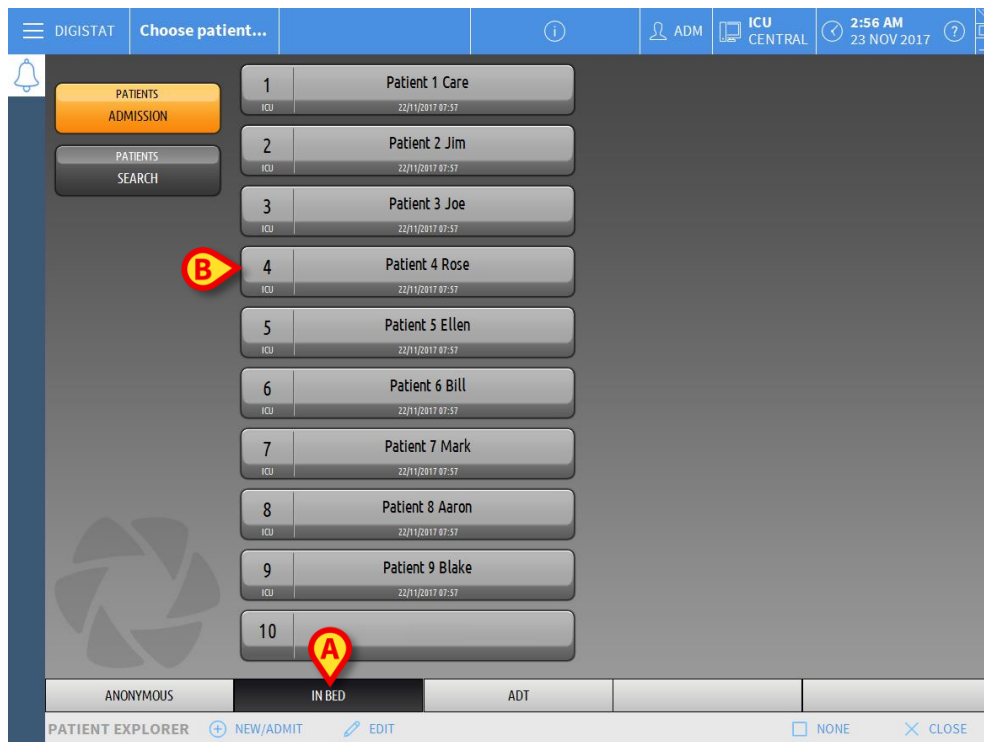 DIGISTAT
Choose patient...
ADM
ICU
CENTRAL
2:56 AM
23 NOV 2017
?
PATIENTS
ADMISSION
PATIENTS
SEARCH
1
Patient 1 Care
ICU
22/11/2017 07:57
2
Patient 2 Jim
ICU
22/11/2017 07:57
3
Patient 3 Joe
ICU
22/11/2017 07:57
B
4
Patient 4 Rose
ICU
22/11/2017 07:57
5
Patient 5 Ellen
ICU
22/11/2017 07:57
6
Patient 6 Bill
ICU
22/11/2017 07:57
7
Patient 7 Mark
ICU
22/11/2017 07:57
8
Patient 8 Aaron
ICU
22/11/2017 07:57
9
Patient 9 Blake
ICU
22/11/2017 07:57
10
A
ANONYMOUS
IN BED
ADT
PATIENT EXPLORER
NEW/ADMIT
EDIT
NONE
CLOSE